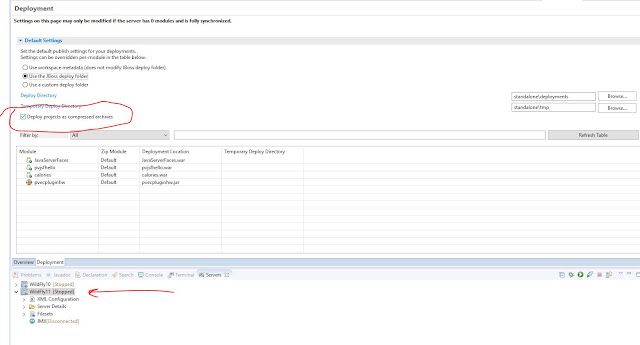 Deployment
Settings on this page may only be modified if the server has 0 modules and is fully synchronized.
Default Settings
Set the default publish settings for your deployments.
Settings can be overridden per-module in the table below.
Use workspace metadata (does not modify JBoss deploy folder)
Use the JBoss deploy folder
Use a custom deploy folder
Deploy Directory standalone\deployments Browse...
Temporary Deploy Directory standalone\tmp Browse...
Deploy projects as compressed archives
Filter by: All Refresh Table
Module Zip Module Deployment Location Temporary Deploy Directory
JavaServerFaces Default JavaServerFaces.war
pvjsfhello Default pvjsfhello.war
calories Default calories.war
pvecpluginhw Default pvecpluginhw.jar
Overview Deployment
Problems Javadoc Declaration Search Console Terminal Servers
WildFly10 [Stopped]
WildFly11 [Stopped]
XML Configuration
Server Details
Filesets
JMX[Disconnected]